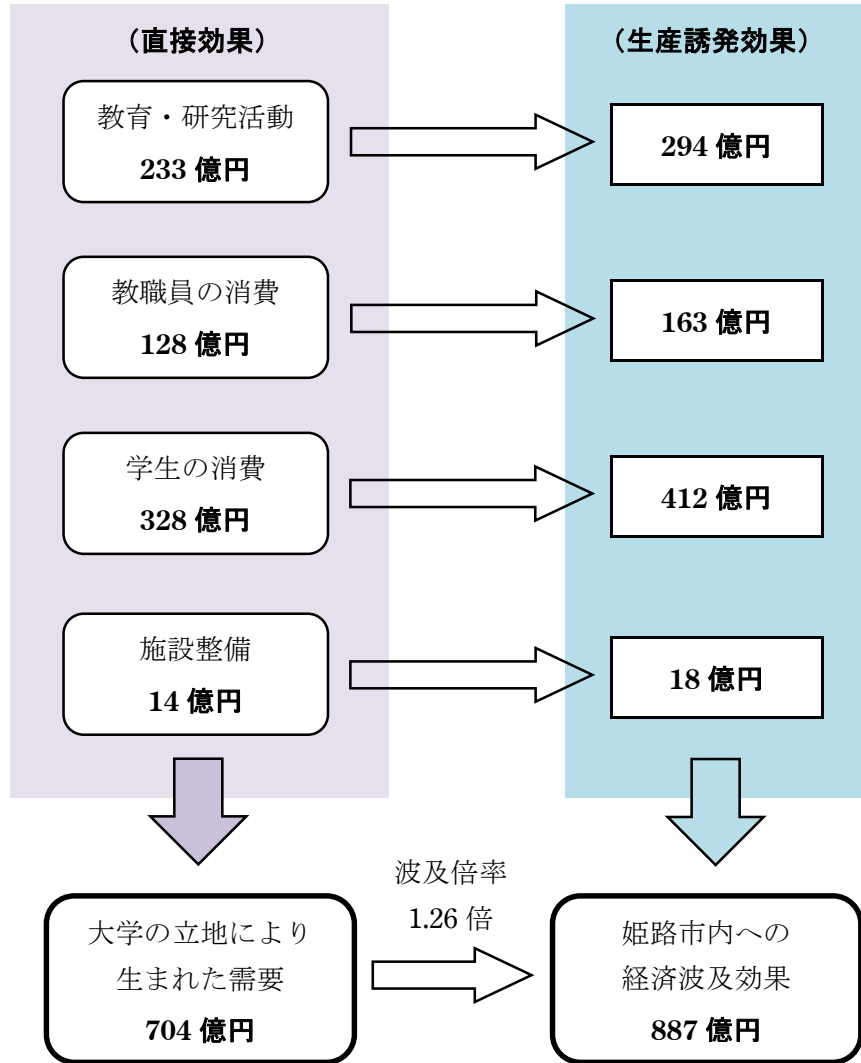 （直接効果）
（生産誘発効果）
教育・研究活動
233 億円
294 億円
教職員の消費
128 億円
163 億円
学生の消費
328 億円
412 億円
施設整備
14 億円
18 億円
波及倍率
1.26 倍
大学の立地により
生まれた需要
704 億円
姫路市内への
経済波及効果
887 億円